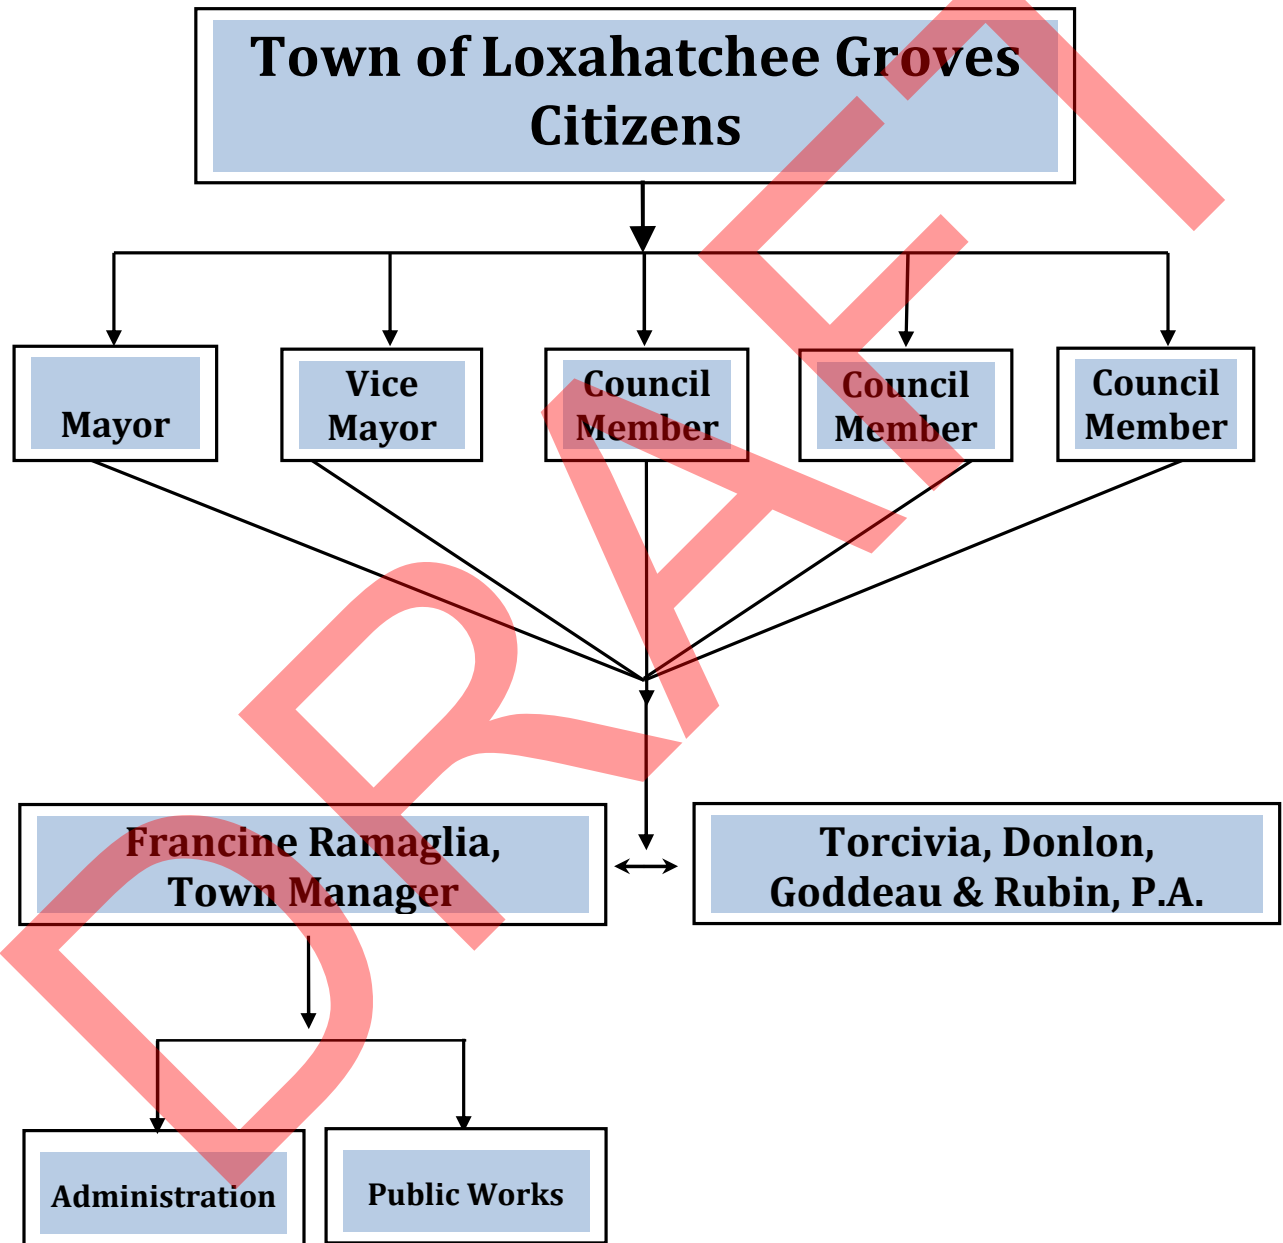 Town of Loxahatchee Groves
Citizens
Mayor
Vice
Mayor
Council
Member
Council
Member
Council
Member
Francine Ramaglia,
Town Manager
Torcivia, Donlon,
Goddeau & Rubin, P.A.
Administration
Public Works
DRAFT